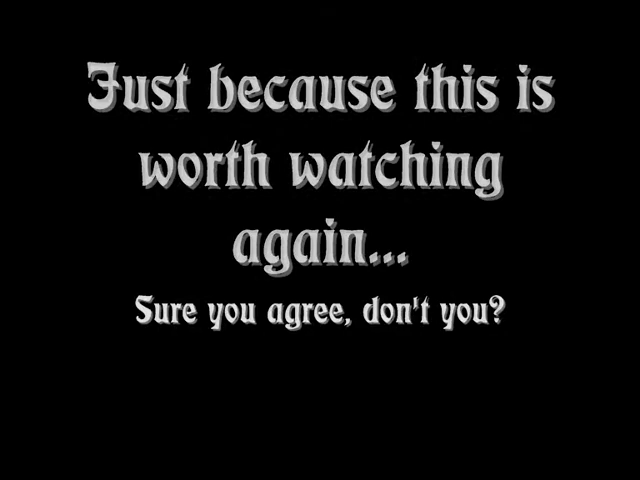 Just because this is
worth watching
again...
Sure you agree, don't you?